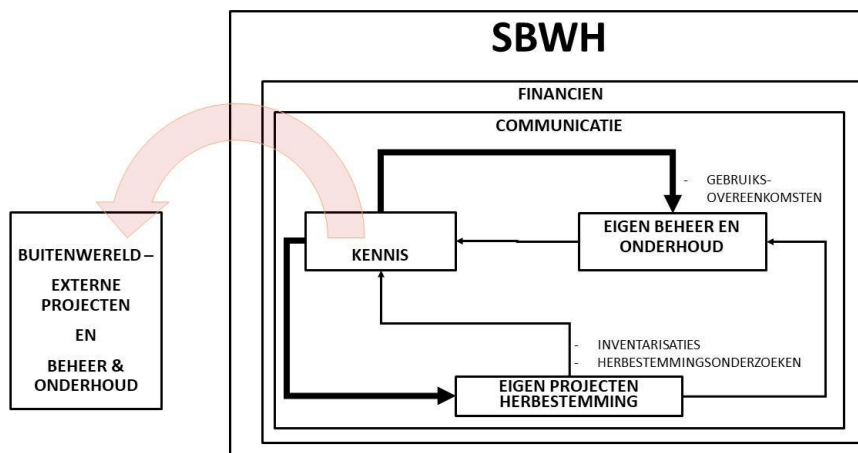 SBWH
FINANCIEN
COMMUNICATIE
- GEBRUIKS-
OVEREENKOMSTEN
BUITENWERELD –
EXTERNE
PROJECTEN
EN
BEHEER &
ONDERHOUD
KENNIS
EIGEN BEHEER EN
ONDERHOUD
- INVENTARISATIES
- HERBESTEMMINGSONDERZOEKEN
EIGEN PROJECTEN
HERBESTEMMING